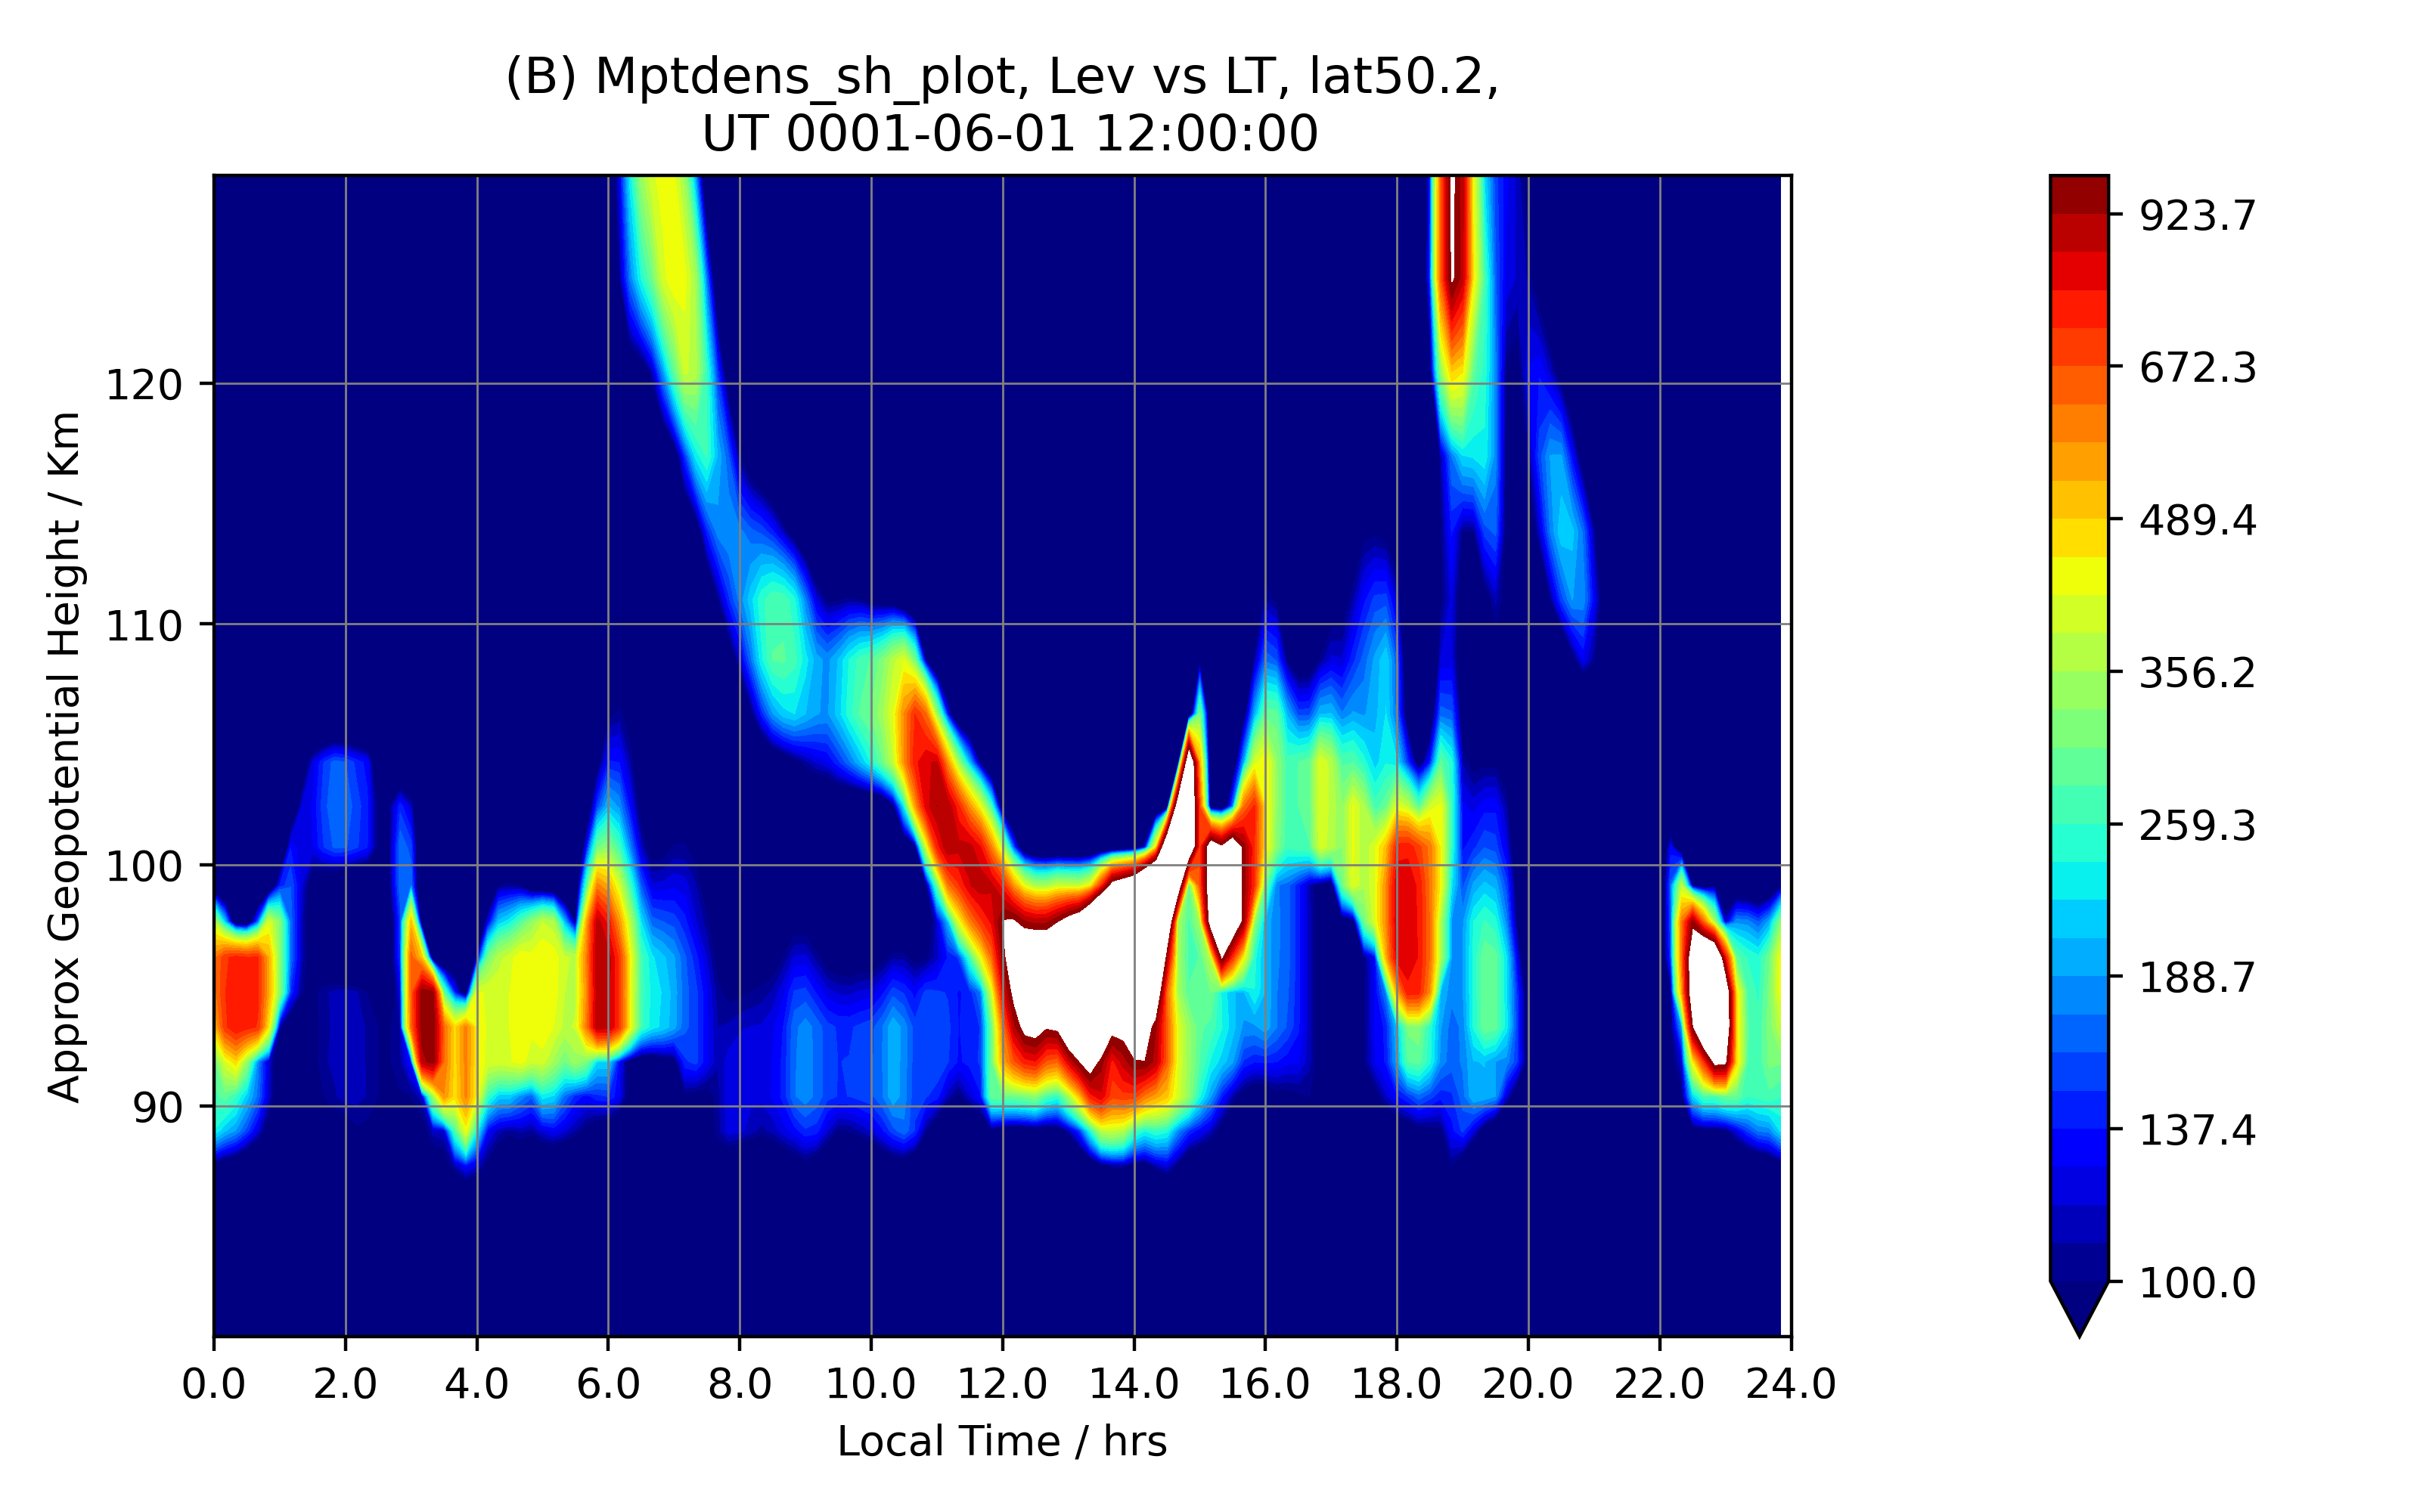 (B) Mptdens_sh_plot, Lev vs LT, lat50.2,
UT 0001-06-01 12:00:00
Approx Geopotential Height / Km
120
110
100
90
0.0 2.0 4.0 6.0 8.0 10.0 12.0 14.0 16.0 18.0 20.0 22.0 24.0
Local Time / hrs
923.7
672.3
489.4
356.2
259.3
188.7
137.4
100.0